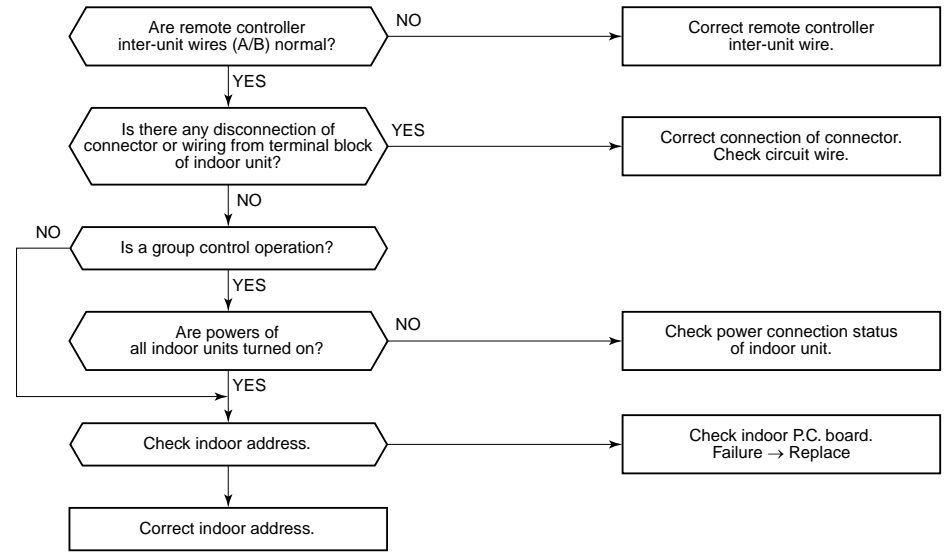 Are remote controller
inter-unit wires (A/B) normal?
NO
Correct remote controller
inter-unit wire.
YES
Is there any disconnection of
connector or wiring from terminal block
of indoor unit?
YES
Correct connection of connector.
Check circuit wire.
NO
NO
Is a group control operation?
YES
Are powers of
all indoor units turned on?
NO
Check power connection status
of indoor unit.
YES
Check indoor address.
Check indoor P.C. board.
Failure → Replace
Correct indoor address.